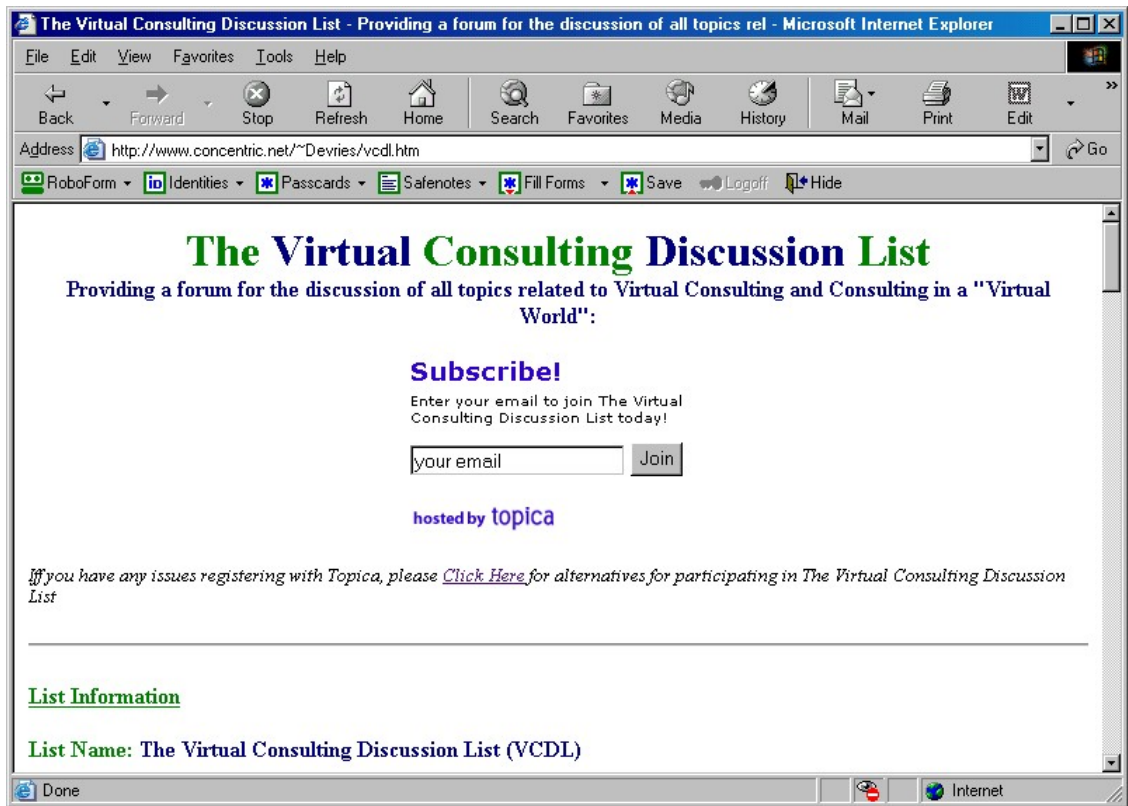 The Virtual Consulting Discussion List - Providing a forum for the discussion of all topics rel - Microsoft Internet Explorer
File Edit View Favorites Tools Help
Back Forward Stop Refresh Home Search Favorites Media History Mail Print Edit
Address http://www.concentric.net/~Devries/vcdl.htm Go
RoboForm Identities Passcards Safenotes Fill Forms Save Logoff Hide
The Virtual Consulting Discussion List
Providing a forum for the discussion of all topics related to Virtual Consulting and Consulting in a "Virtual
World":
Subscribe!
Enter your email to join The Virtual
Consulting Discussion List today!
your email Join
hosted by topica
Iff you have any issues registering with Topica, please Click Here for alternatives for participating in The Virtual Consulting Discussion
List
List Information
List Name: The Virtual Consulting Discussion List (VCDL)
Done Internet